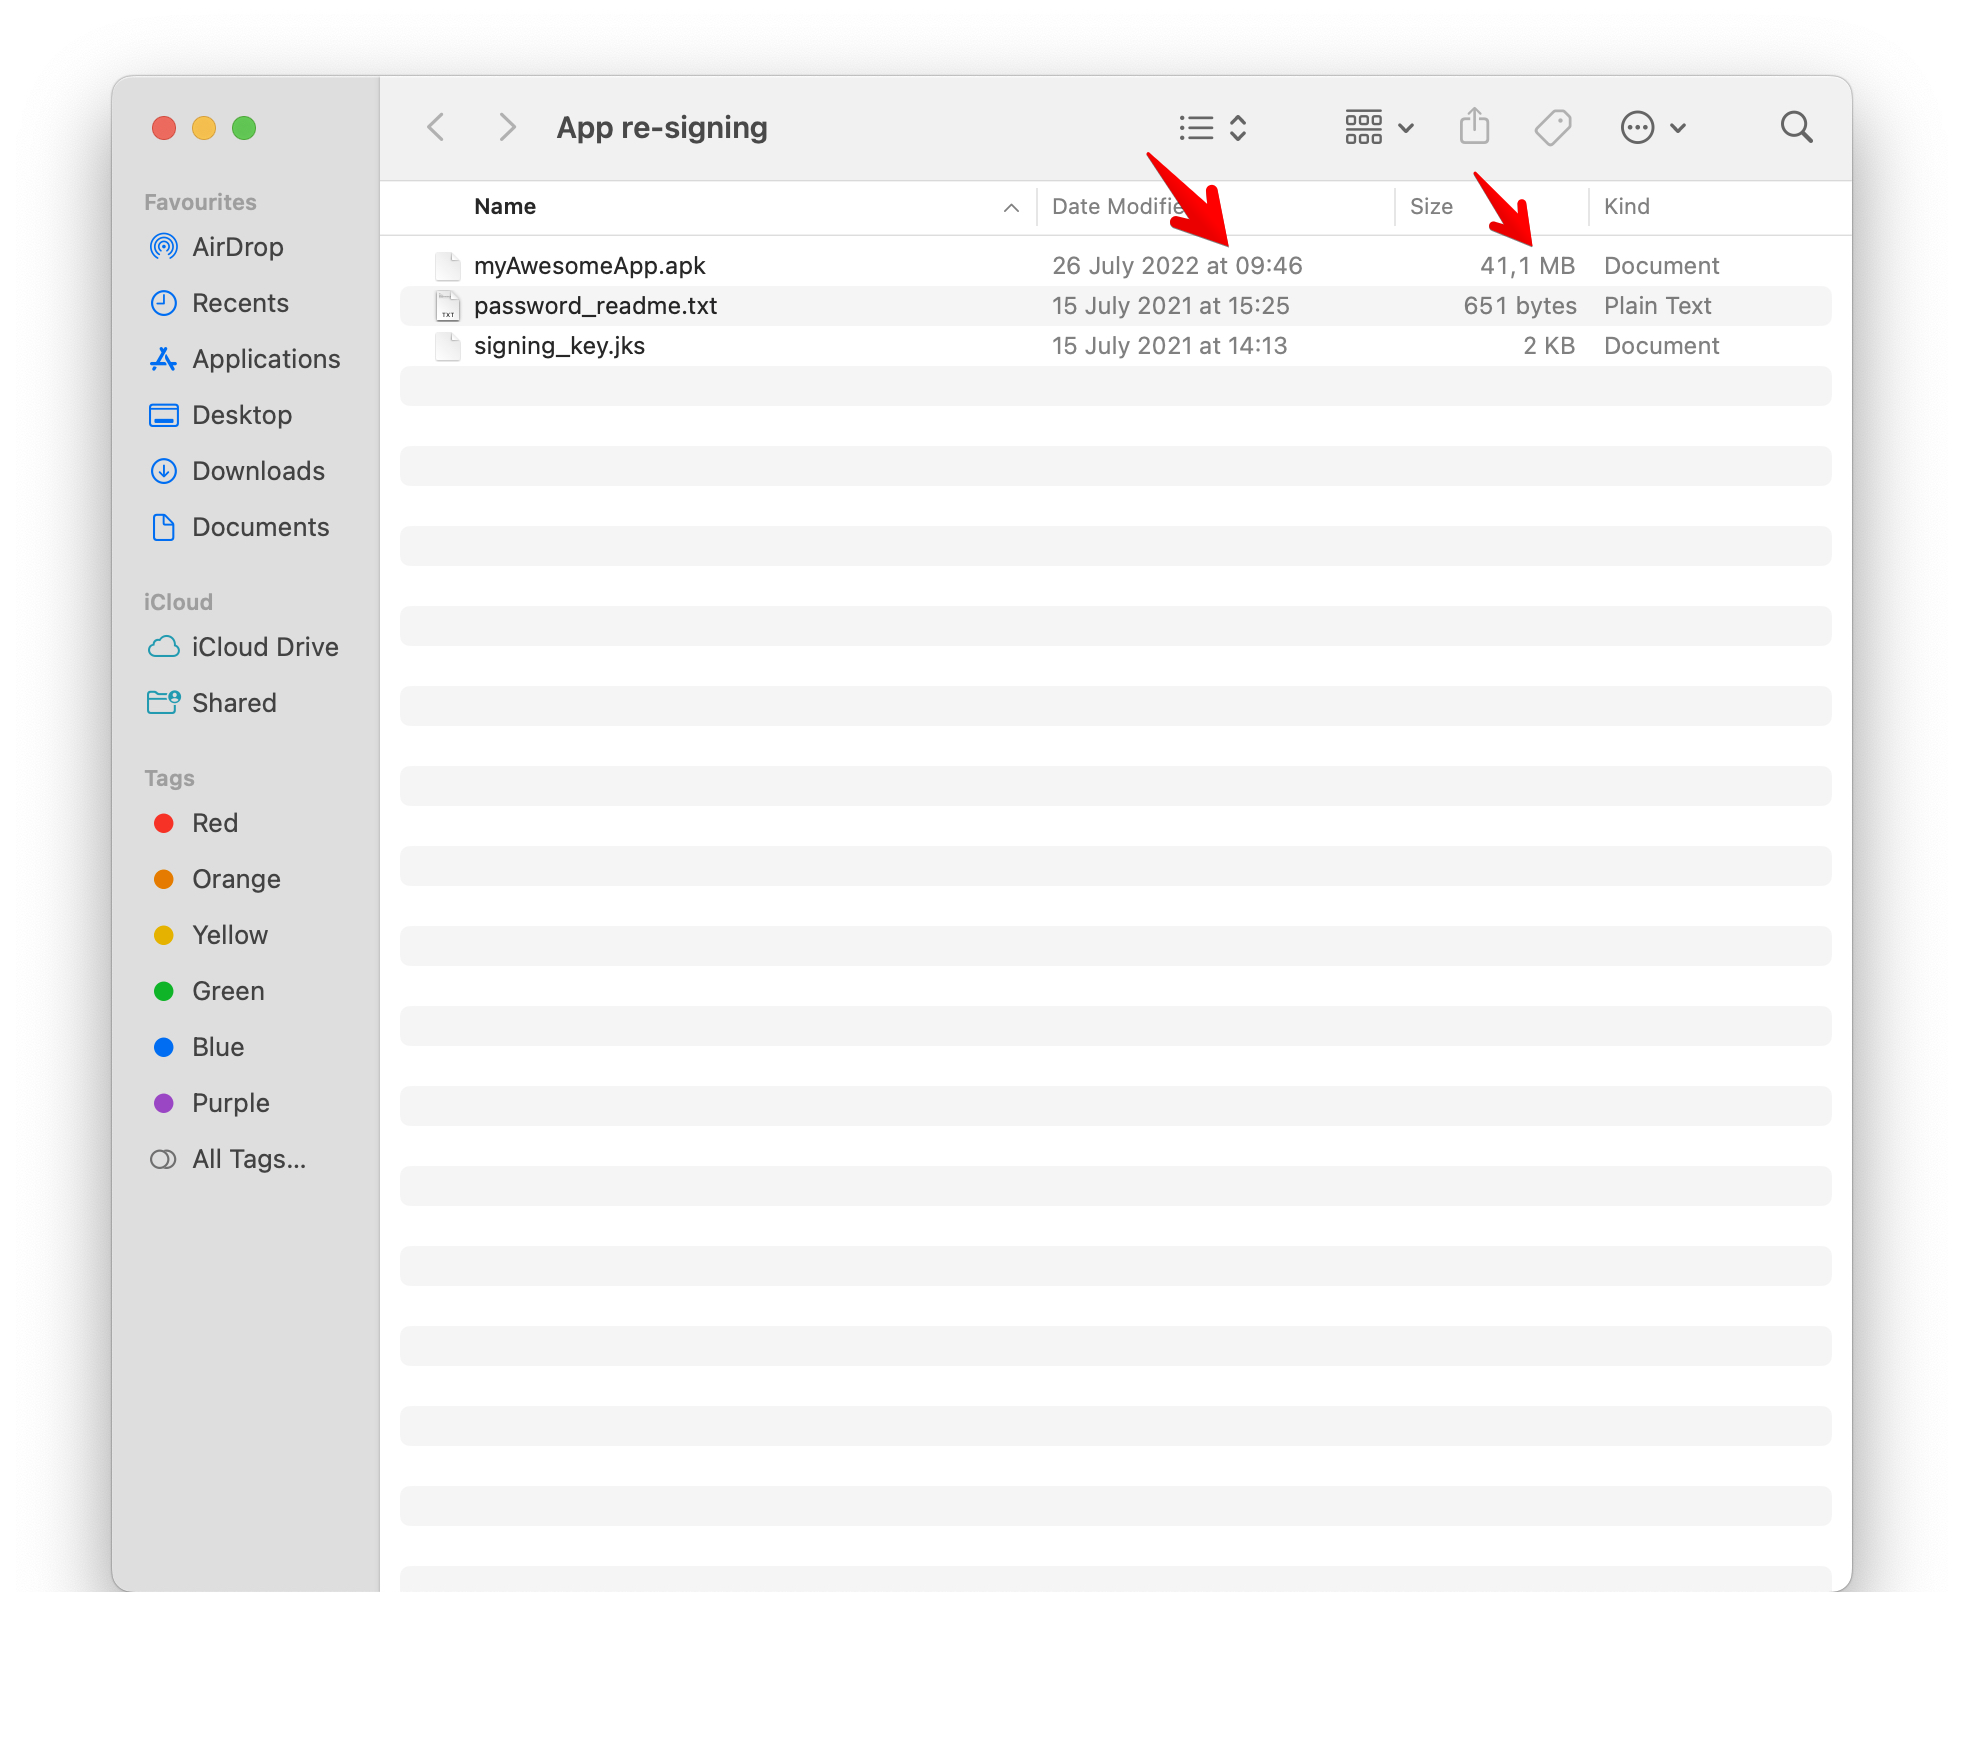 App re-signing
Favourites
AirDrop
Recents
Applications
Desktop
Downloads
Documents
iCloud
iCloud Drive
Shared
Tags
Red
Orange
Yellow
Green
Blue
Purple
All Tags...
Name Date Modifie Size Kind
myAwesomeApp.apk 26 July 2022 at 09:46 41,1 MB Document
password_readme.txt 15 July 2021 at 15:25 651 bytes Plain Text
TXT
signing_key.jks 15 July 2021 at 14:13 2 KB Document